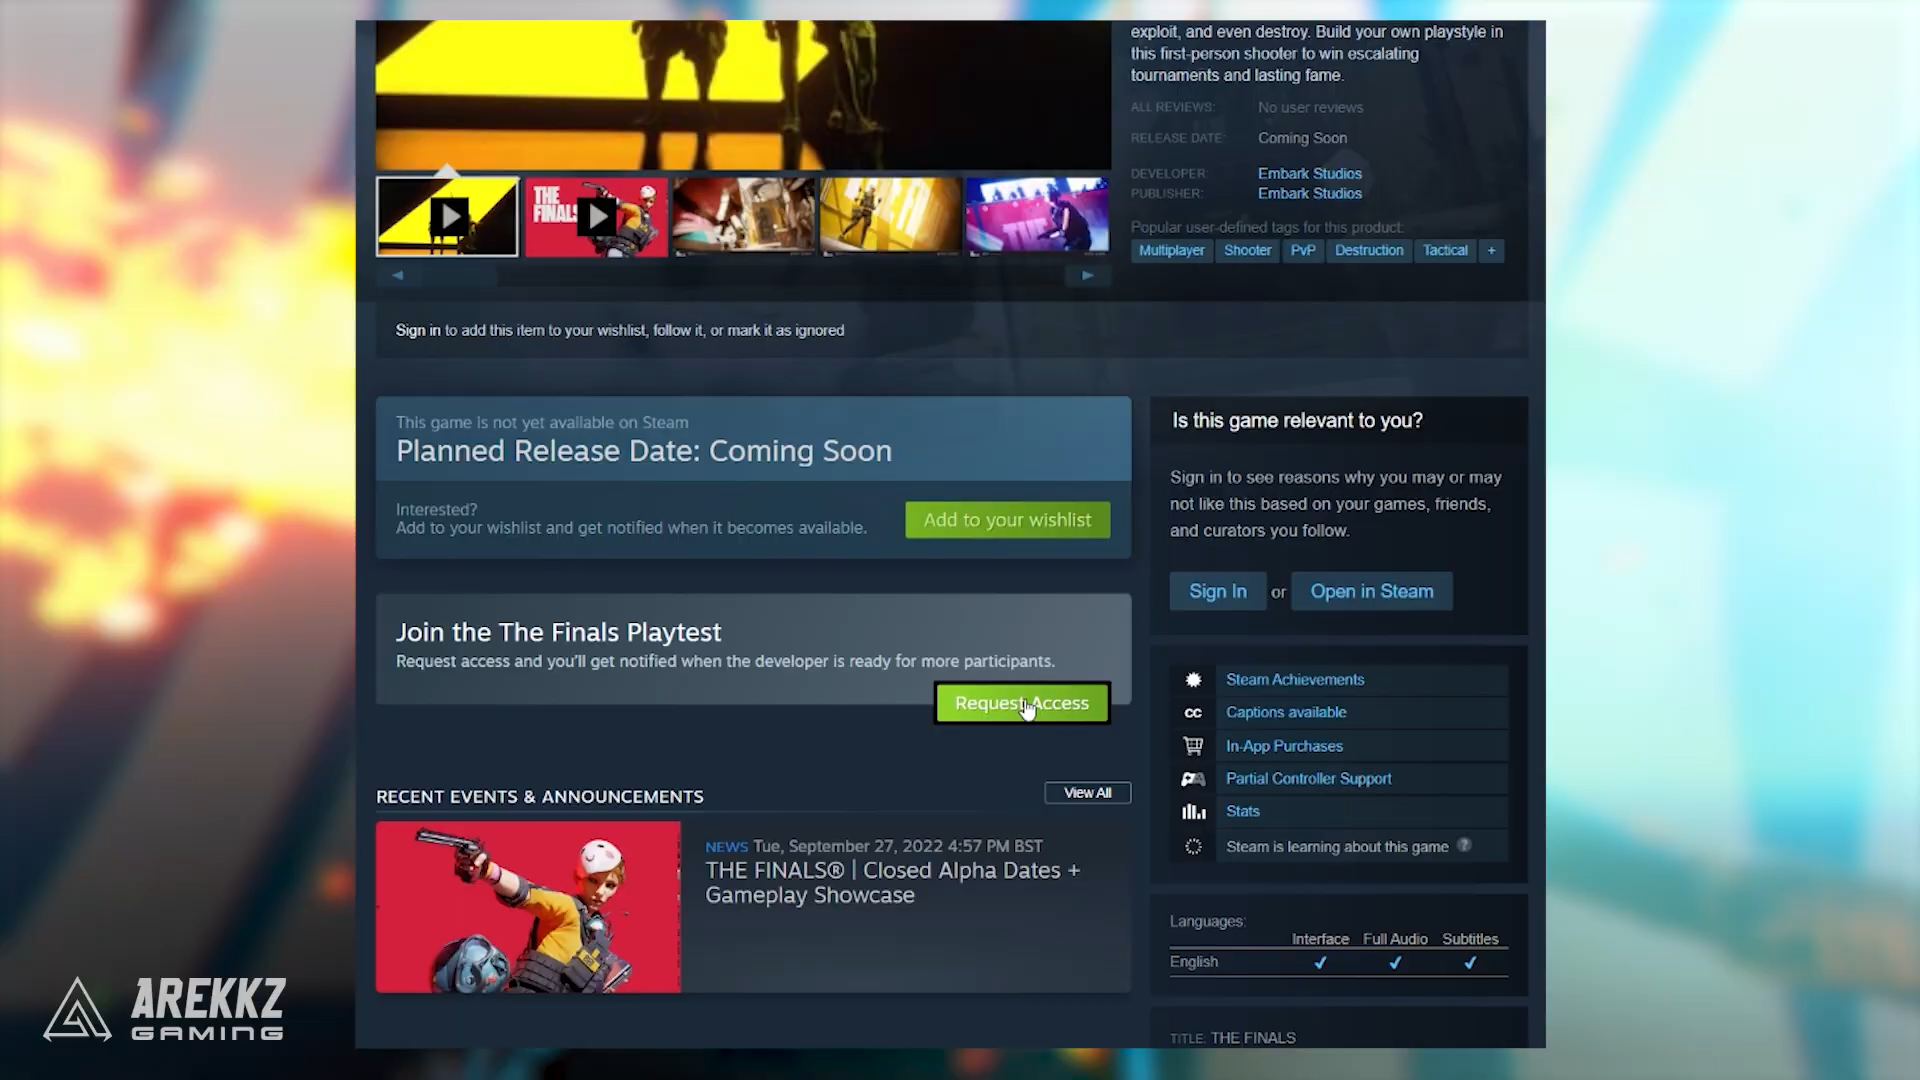 exploit, and even destroy. Build your own playstyle in
this first-person shooter to win escalating
tournaments and lasting fame.
ALL REVIEWS: No user reviews
RELEASE DATE: Coming Soon
DEVELOPER: Embark Studios
PUBLISHER: Embark Studios
Popular user-defined tags for this product:
Multiplayer Shooter PvP Destruction Tactical +
THE
FINALS
Sign in to add this item to your wishlist, follow it, or mark it as ignored
This game is not yet available on Steam
Planned Release Date: Coming Soon
Interested?
Add to your wishlist and get notified when it becomes available.
Add to your wishlist
Join the The Finals Playtest
Request access and you'll get notified when the developer is ready for more participants.
Request Access
RECENT EVENTS & ANNOUNCEMENTS
View All
NEWS Tue, September 27, 2022 4:57 PM BST
THE FINALS® | Closed Alpha Dates +
Gameplay Showcase
Is this game relevant to you?
Sign in to see reasons why you may or may
not like this based on your games, friends,
and curators you follow.
Sign In or Open in Steam
Steam Achievements
CC Captions available
In-App Purchases
Partial Controller Support
Stats
Steam is learning about this game ?
Languages:
Interface Full Audio Subtitles
English ✔ ✔ ✔
TITLE: THE FINALS
AREKKZ
GAMING